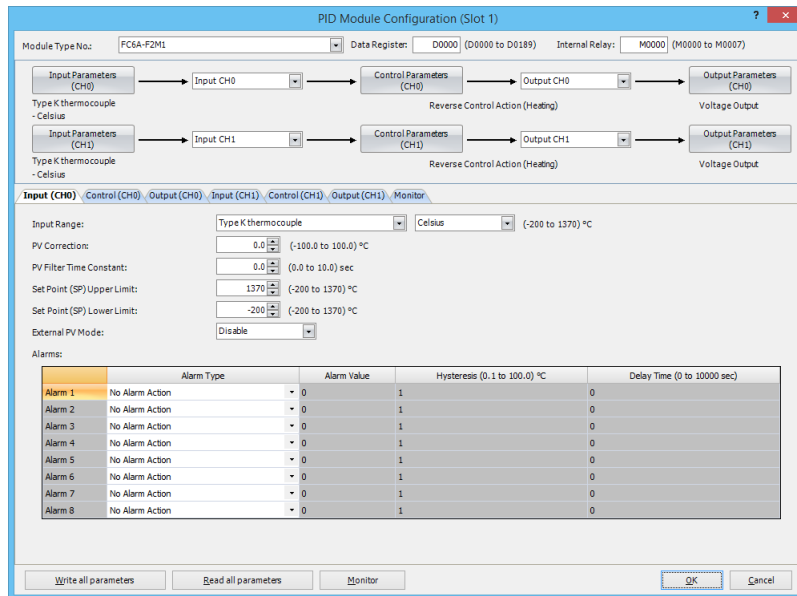 PID Module Configuration (Slot 1)
? ×
Module Type No.: FC6A-F2M1 Data Register: D0000 (D0000 to D0189) Internal Relay: M0000 (M0000 to M0007)
Input Parameters (CH0) Input CH0 Control Parameters (CH0) Output CH0 Output Parameters (CH0)
Type K thermocouple
- Celsius
Reverse Control Action (Heating) Voltage Output
Input Parameters (CH1) Input CH1 Control Parameters (CH1) Output CH1 Output Parameters (CH1)
Type K thermocouple
- Celsius
Reverse Control Action (Heating) Voltage Output
Input (CH0) Control (CH0) Output (CH0) Input (CH1) Control (CH1) Output (CH1) Monitor
Input Range: Type K thermocouple Celsius (-200 to 1370) ºC
PV Correction: 0.0 (-100.0 to 100.0) ºC
PV Filter Time Constant: 0.0 (0.0 to 10.0) sec
Set Point (SP) Upper Limit: 1370 (-200 to 1370) ºC
Set Point (SP) Lower Limit: -200 (-200 to 1370) ºC
External PV Mode: Disable
Alarms:
Alarm Type Alarm Value Hysteresis (0.1 to 100.0) ºC Delay Time (0 to 10000 sec)
Alarm 1 No Alarm Action 0 1 0
Alarm 2 No Alarm Action 0 1 0
Alarm 3 No Alarm Action 0 1 0
Alarm 4 No Alarm Action 0 1 0
Alarm 5 No Alarm Action 0 1 0
Alarm 6 No Alarm Action 0 1 0
Alarm 7 No Alarm Action 0 1 0
Alarm 8 No Alarm Action 0 1 0
Write all parameters Read all parameters Monitor OK Cancel